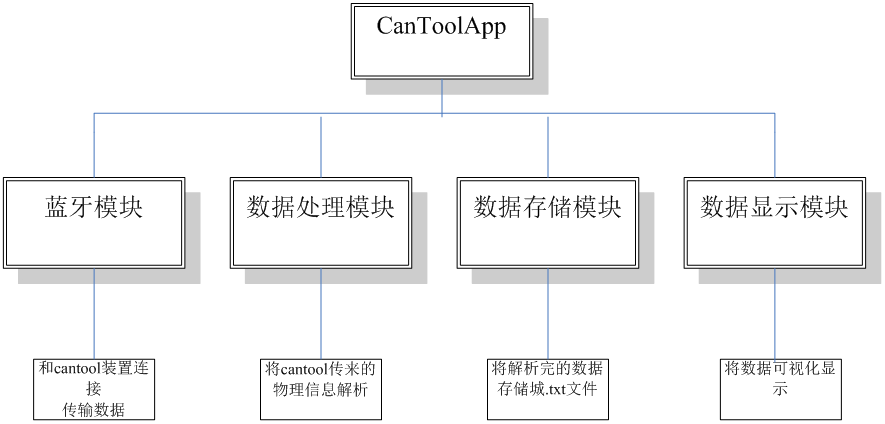 CanToolApp
蓝牙模块
数据处理模块
数据存储模块
数据显示模块
和cantool装置连
接
传输数据
将cantool传来的
物理信息解析
将解析完的数据
存储城.txt文件
将数据可视化显
示